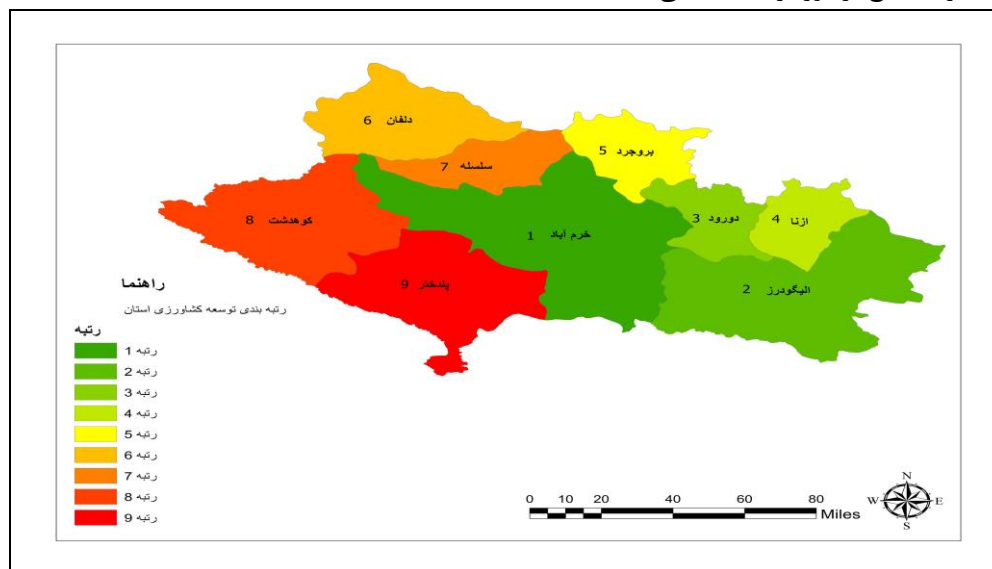 دلفان 6
بروجرد 5
سلسله 7
ازنا 4
دورود 3
کوهدشت 8
خرم آباد 1
پلدختر 9
الیگودرز 2
راهنما
رتبه بندی توسعه کشاورزی استان
رتبه
رتبه 1
رتبه 2
رتبه 3
رتبه 4
رتبه 5
رتبه 6
رتبه 7
رتبه 8
رتبه 9
N
W E
S
0 10 20 40 60 80
Miles